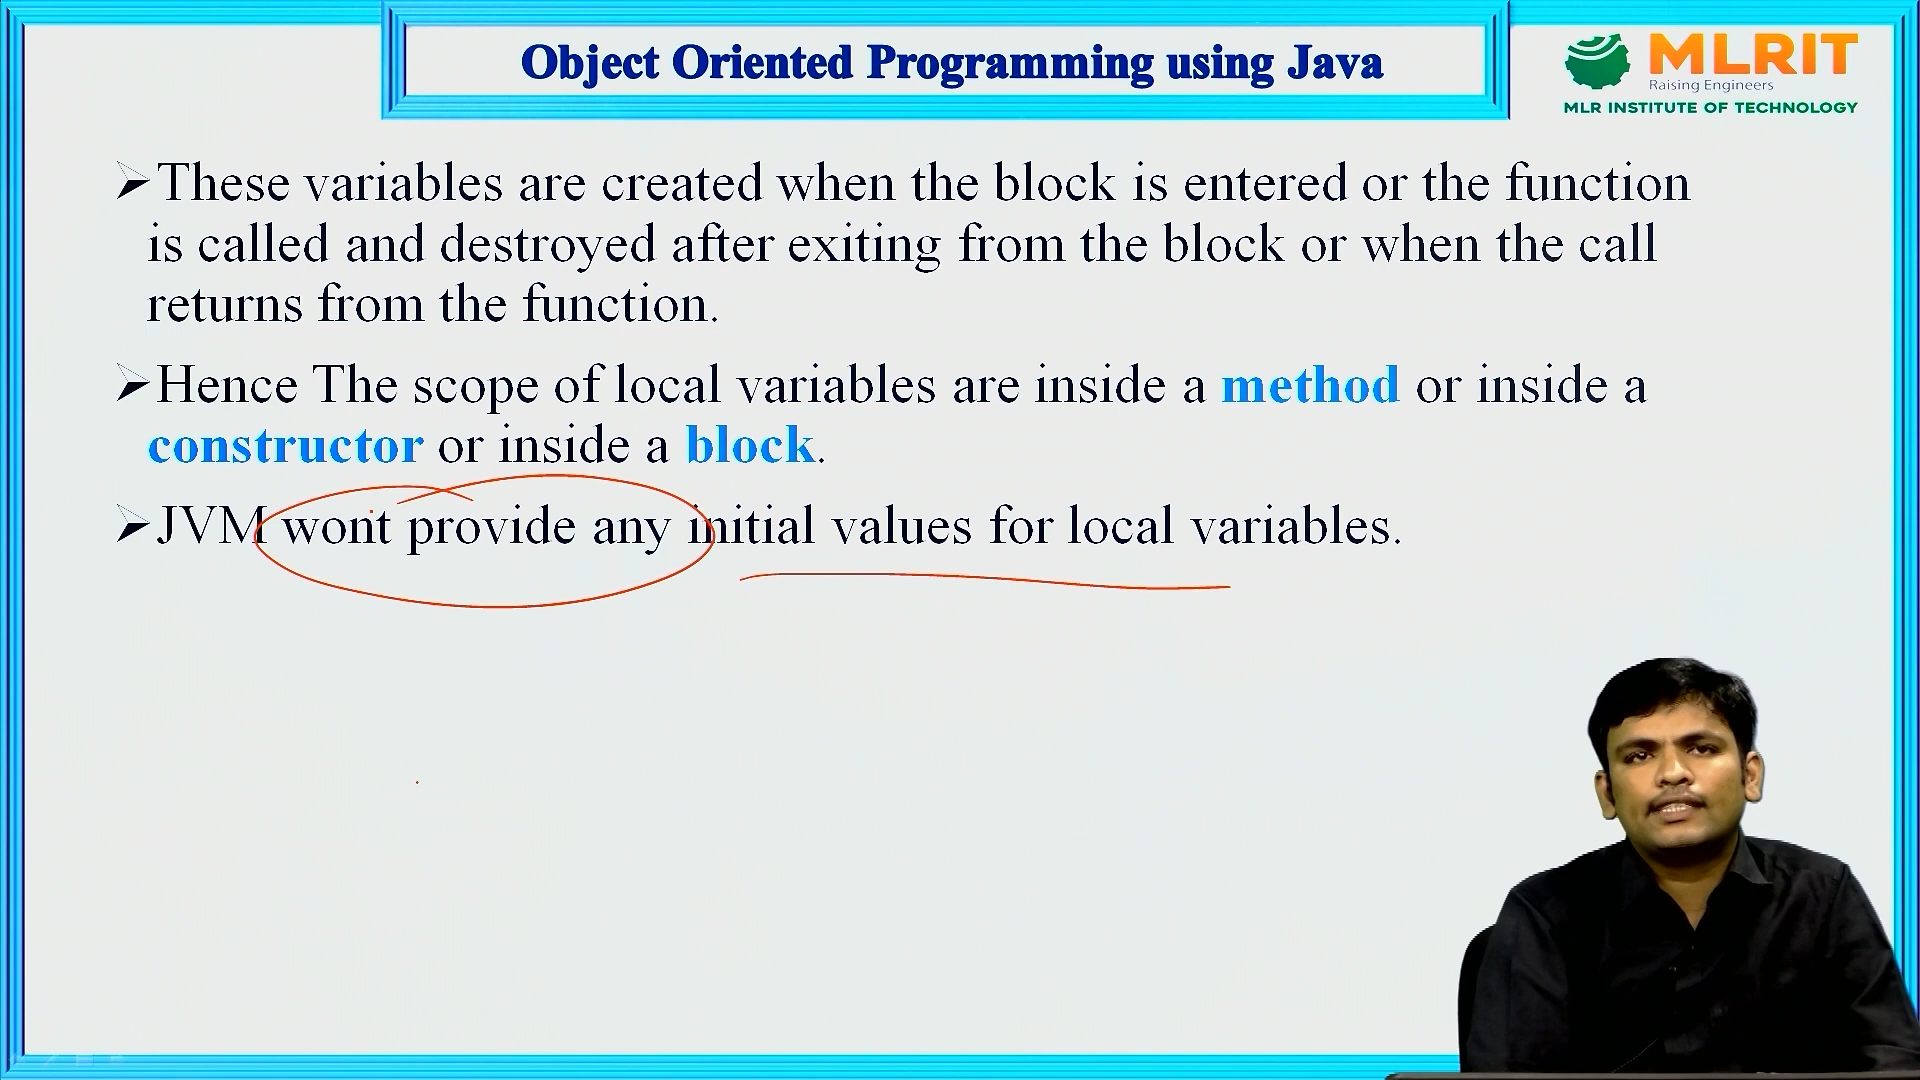 Object Oriented Programming using Java
MLRIT
Raising Engineers
MLR INSTITUTE OF TECHNOLOGY
➢These variables are created when the block is entered or the function
is called and destroyed after exiting from the block or when the call
returns from the function.
➢Hence The scope of local variables are inside a method or inside a
constructor or inside a block.
➢JVM wont provide any initial values for local variables.